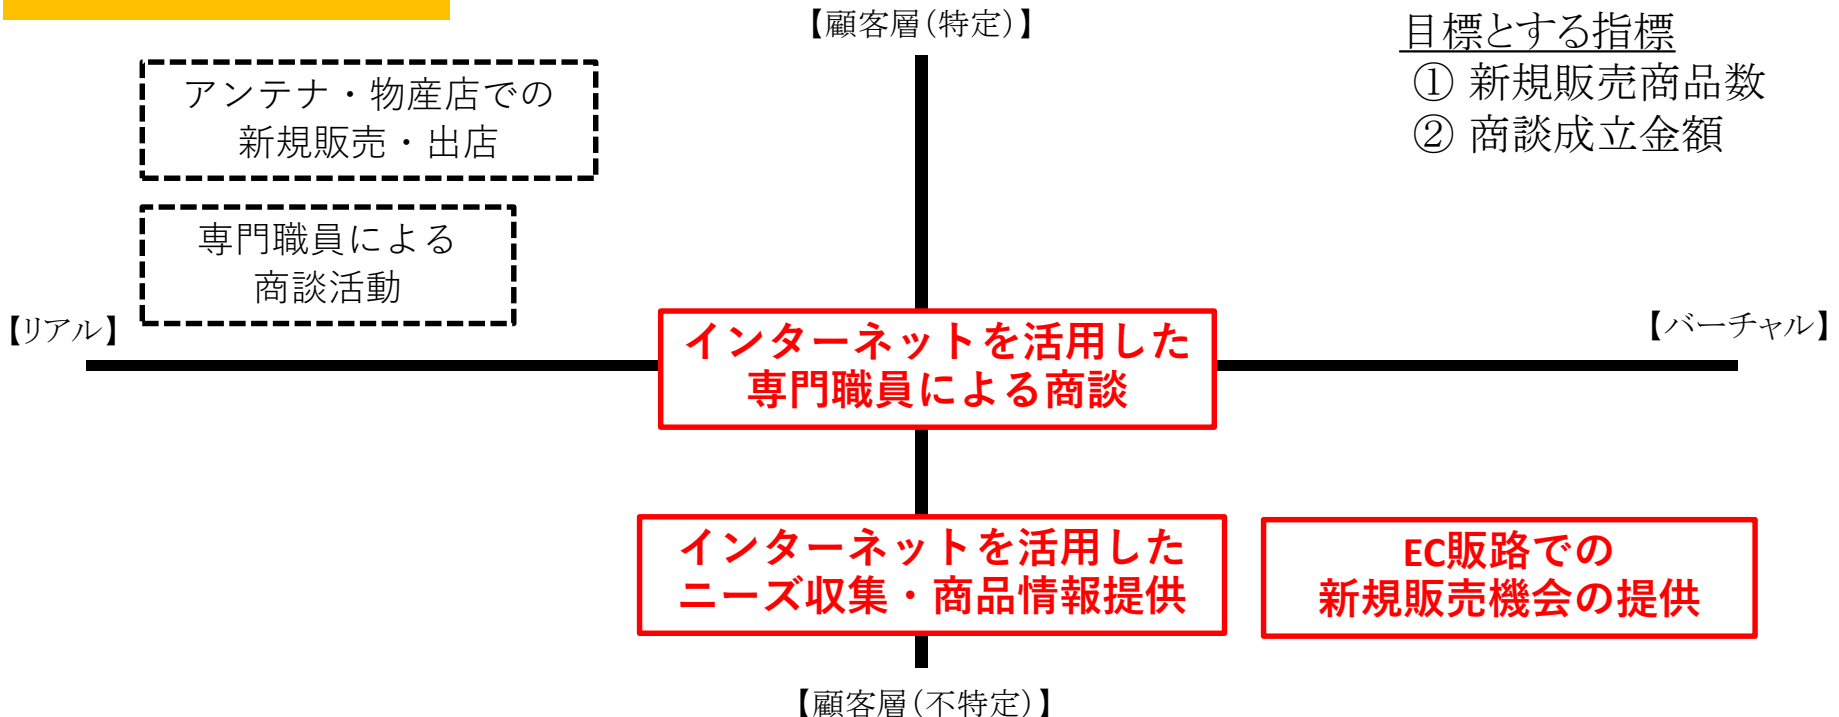 【顧客層(特定)】
目標とする指標
① 新規販売商品数
② 商談成立金額
アンテナ・物産店での
新規販売・出店
専門職員による
商談活動
【リアル】
【バーチャル】
インターネットを活用した
専門職員による商談
インターネットを活用した
ニーズ収集・商品情報提供
EC販路での
新規販売機会の提供
【顧客層(不特定)】